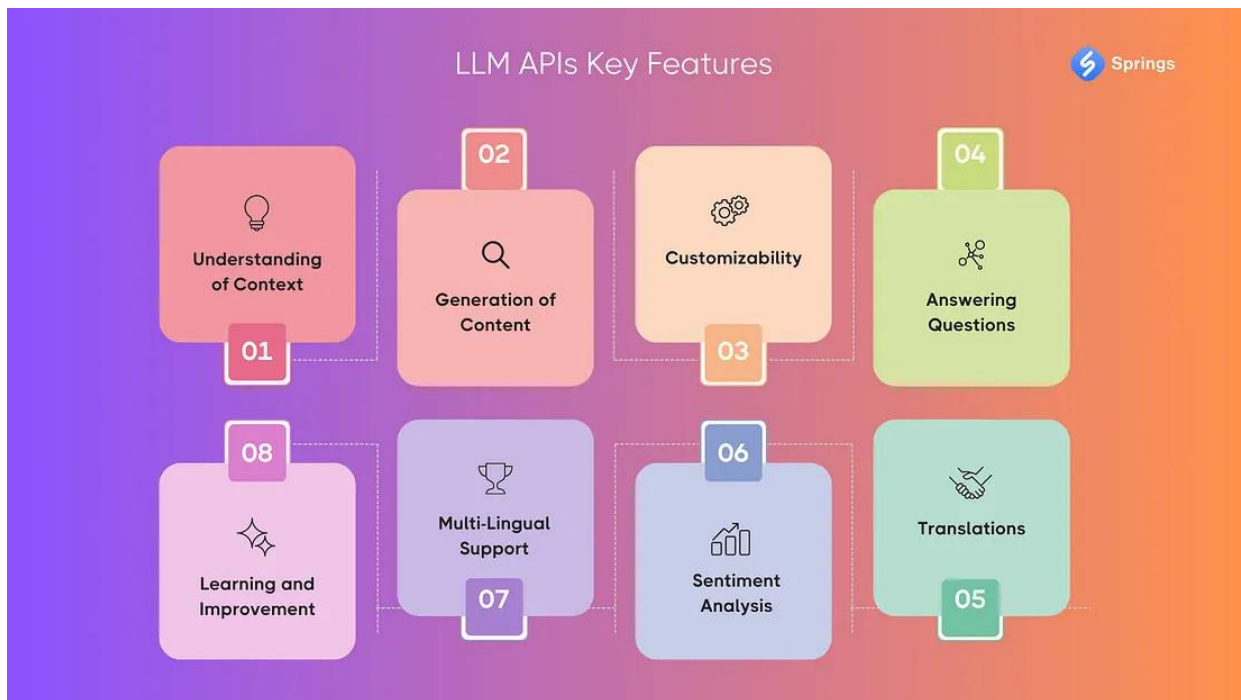 LLM APIs Key Features
Springs
Understanding
of Context
01
02
Generation of
Content
Customizability
03
04
Answering
Questions
08
Learning and
Improvement
Multi-Lingual
Support
07
06
Sentiment
Analysis
Translations
05